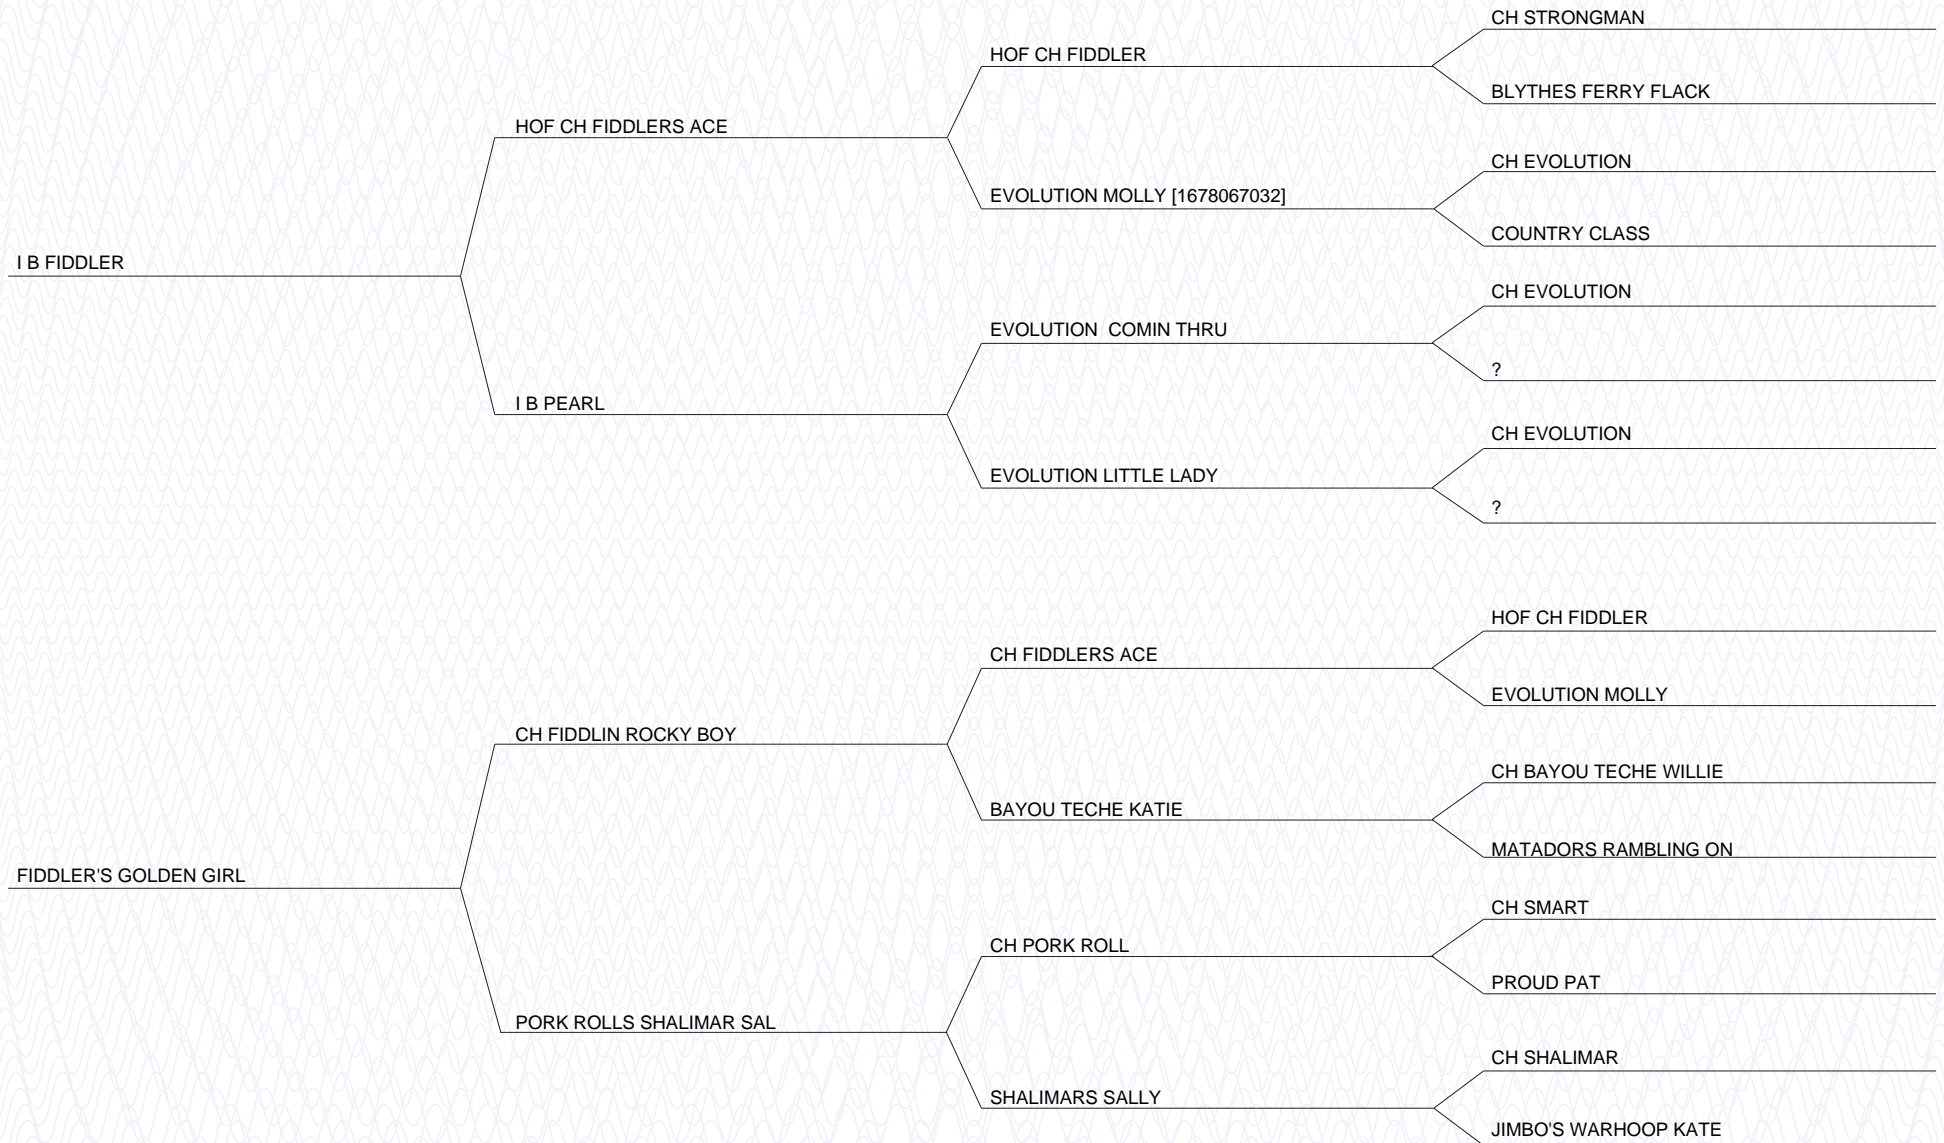 CH STRONGMAN
HOF CH FIDDLER
BLYTHES FERRY FLACK
HOF CH FIDDLERS ACE
CH EVOLUTION
EVOLUTION MOLLY [1678067032]
COUNTRY CLASS
I B FIDDLER
CH EVOLUTION
EVOLUTION  COMIN THRU
?
I B PEARL
CH EVOLUTION
EVOLUTION LITTLE LADY
?
HOF CH FIDDLER
CH FIDDLERS ACE
EVOLUTION MOLLY
CH FIDDLIN ROCKY BOY
CH BAYOU TECHE WILLIE
BAYOU TECHE KATIE
MATADORS RAMBLING ON
FIDDLER'S GOLDEN GIRL
CH SMART
CH PORK ROLL
PROUD PAT
PORK ROLLS SHALIMAR SAL
CH SHALIMAR
SHALIMARS SALLY
JIMBO'S WARHOOP KATE